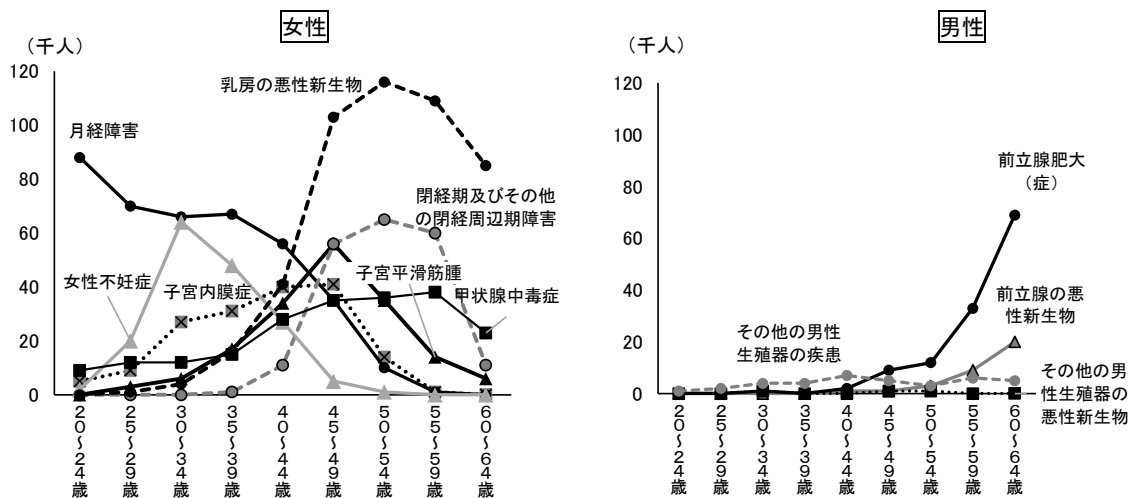 女性
（千人）
120
100
80
60
40
20
0
月経障害
乳房の悪性新生物
閉経期及びその他
の閉経周辺期障害
女性不妊症
子宮内膜症
子宮平滑筋腫
甲状腺中毒症
20～24歳
25～29歳
30～34歳
35～39歳
40～44歳
45～49歳
50～54歳
55～59歳
60～64歳
男性
（千人）
120
100
80
60
40
20
0
前立腺肥大
（症）
前立腺の悪
性新生物
その他の男性
生殖器の疾患
その他の男
性生殖器の
悪性新生物
20～24歳
25～29歳
30～34歳
35～39歳
40～44歳
45～49歳
50～54歳
55～59歳
60～64歳